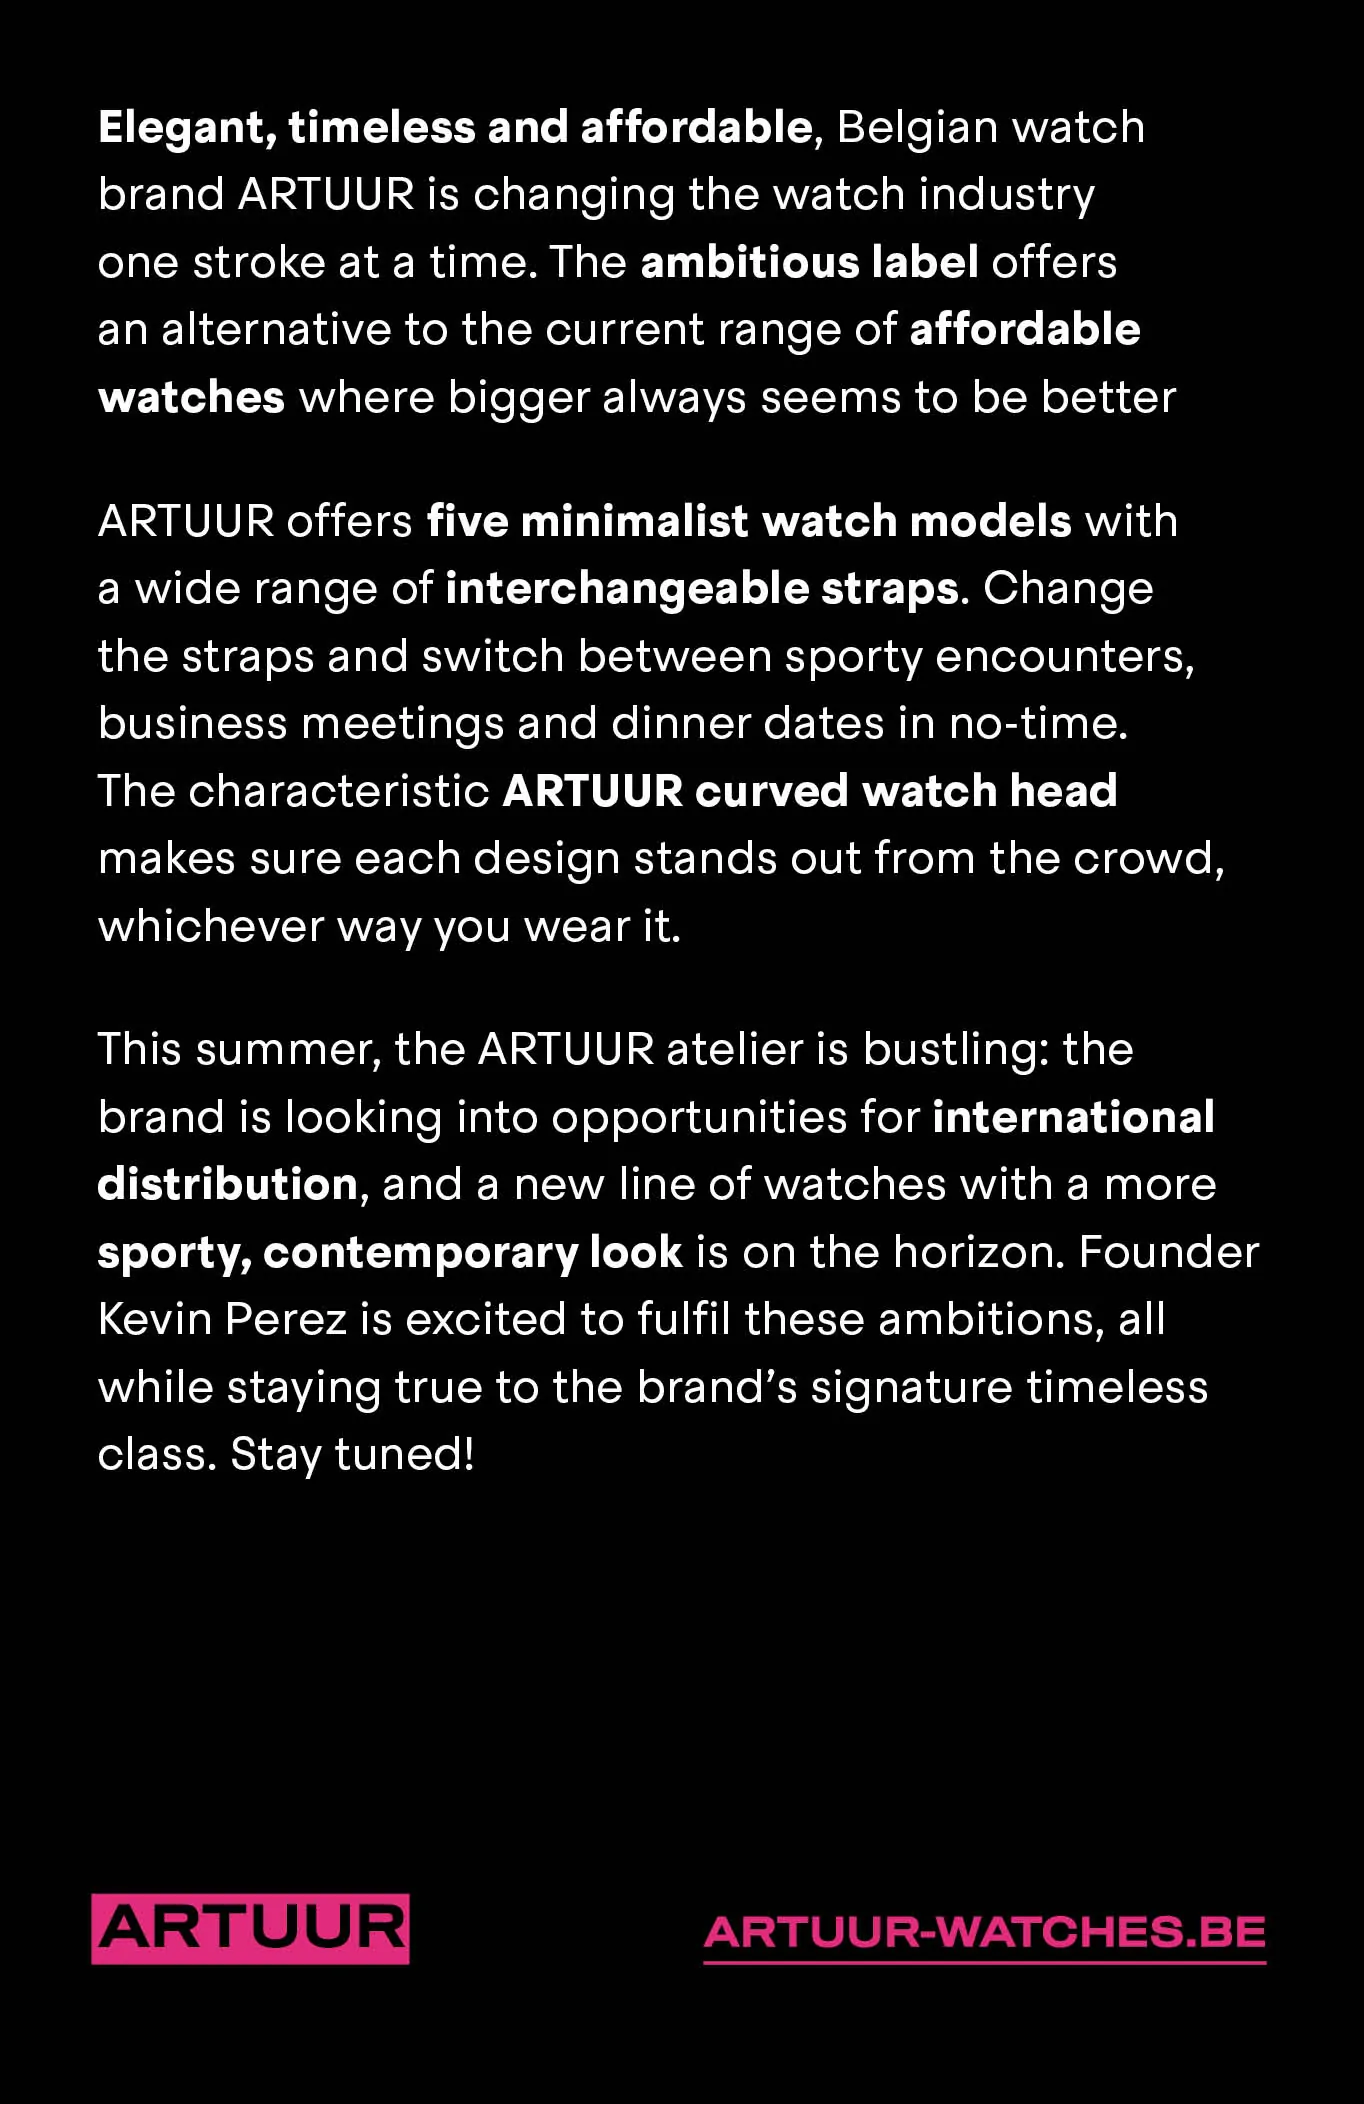 Elegant, timeless and affordable, Belgian watch
brand ARTUUR is changing the watch industry
one stroke at a time. The ambitious label offers
an alternative to the current range of affordable
watches where bigger always seems to be better
ARTUUR offers five minimalist watch models with
a wide range of interchangeable straps. Change
the straps and switch between sporty encounters,
business meetings and dinner dates in no-time.
The characteristic ARTUUR curved watch head
makes sure each design stands out from the crowd,
whichever way you wear it.
This summer, the ARTUUR atelier is bustling: the
brand is looking into opportunities for international
distribution, and a new line of watches with a more
sporty, contemporary look is on the horizon. Founder
Kevin Perez is excited to fulfil these ambitions, all
while staying true to the brand’s signature timeless
class. Stay tuned!
ARTUUR
ARTUUR-WATCHES.BE